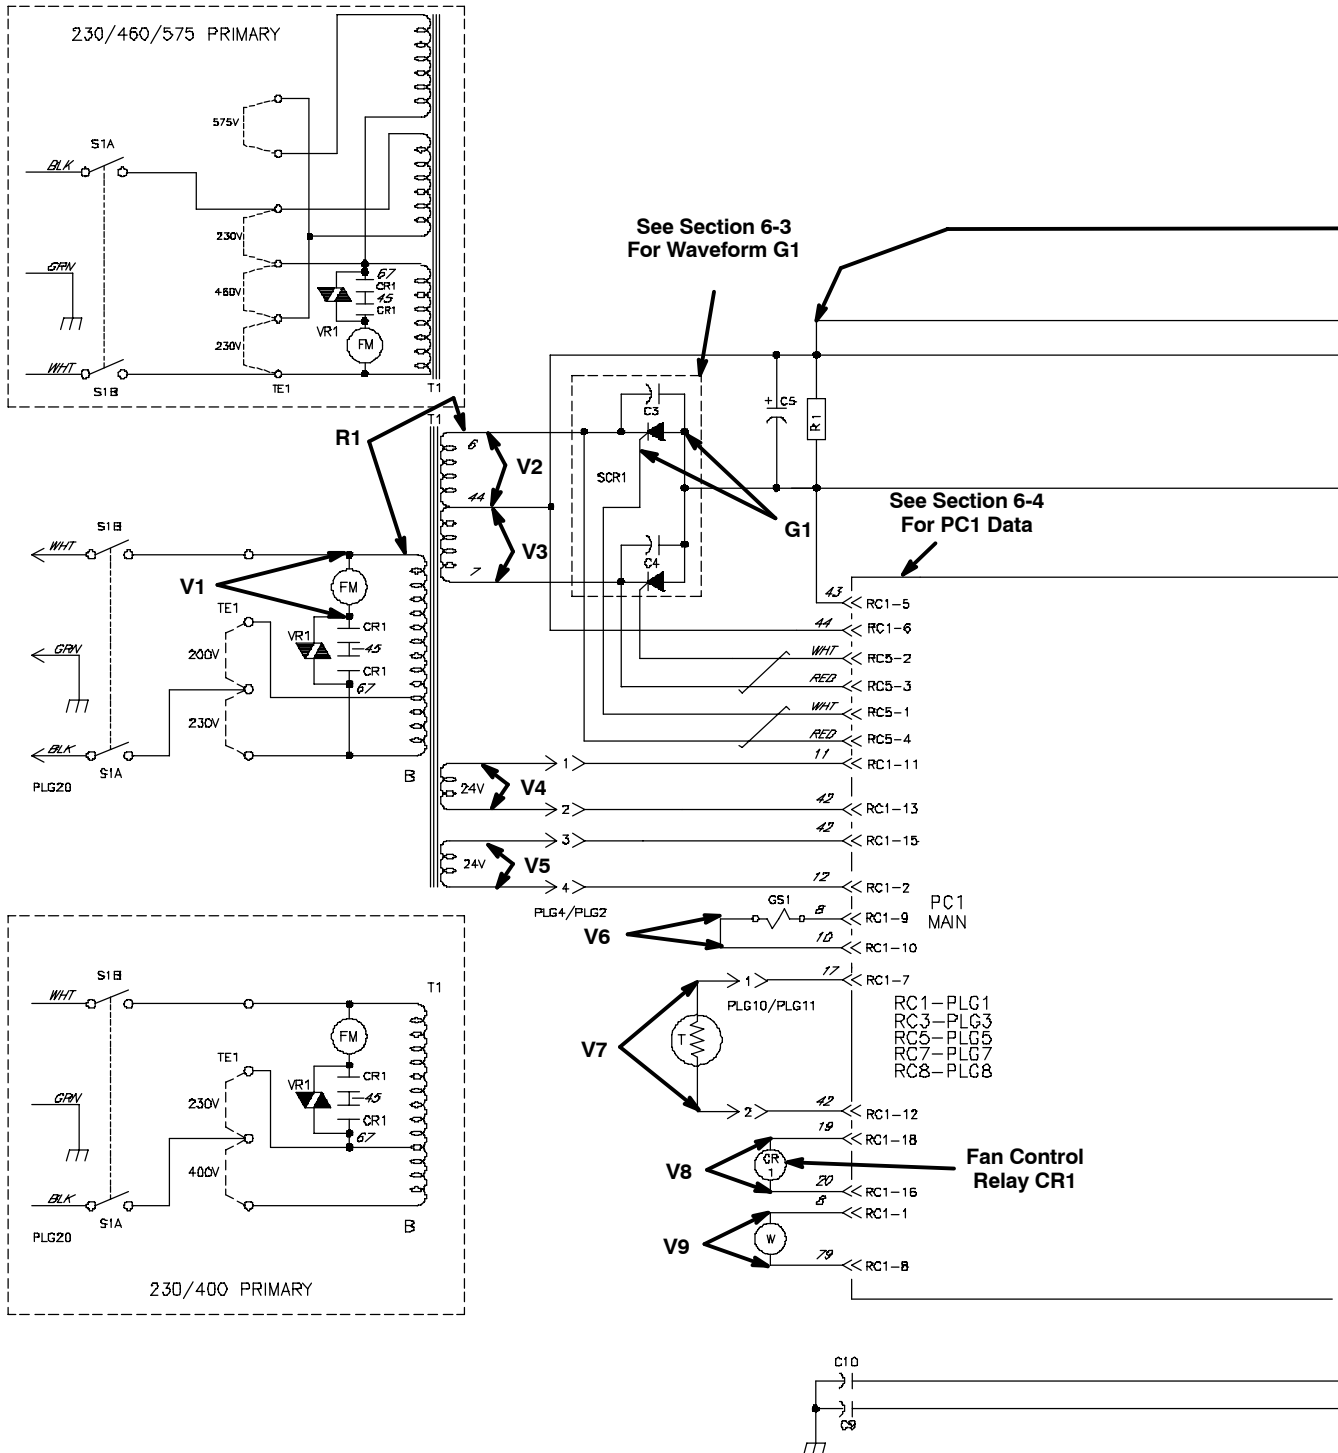 230/460/575 PRIMARY
575V
S1A
BLK
230V
GRN
460V
67
CR1
45
CR1
VR1
FM
230V
WHT
S1B
TE1
T1
See Section 6-3
For Waveform G1
T1
R1
6
V2
44
V3
7
C3
SCR1
C4
G1
+ C5
R1
See Section 6-4
For PC1 Data
S1B
WHT
V1
FM
TE1
CR1
VR1
45
200V
GRN
CR1
67
230V
BLK
S1A
PLG20
B
43 RC1-5
44 RC1-6
WHT RC5-2
RED RC5-3
WHT RC5-1
RED RC5-4
1 11 RC1-11
24V V4
2 42 RC1-13
3 42 RC1-15
24V V5
4 12 RC1-2
PLG4/PLG2
GS1 8 RC1-9
PC1
MAIN
V6
10 RC1-10
1 17 RC1-7
PLG10/PLG11
RC1-PLG1
RC3-PLG3
RC5-PLG5
RC7-PLG7
RC8-PLG8
T
V7
2 42 RC1-12
19 RC1-18
V8
CR
1
Fan Control
Relay CR1
20 RC1-16
8 RC1-1
V9
W
79 RC1-8
S1B
T1
WHT
FM
TE1
CR1
VR1
45
230V
GRN
CR1
67
400V
BLK
S1A
B
PLG20
230/400 PRIMARY
C10
C9